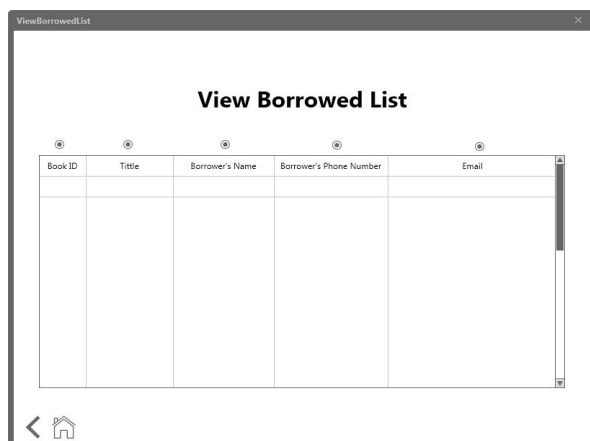 ViewBorrowedList
View Borrowed List
Book ID Tittle Borrower's Name Borrower's Phone Number Email